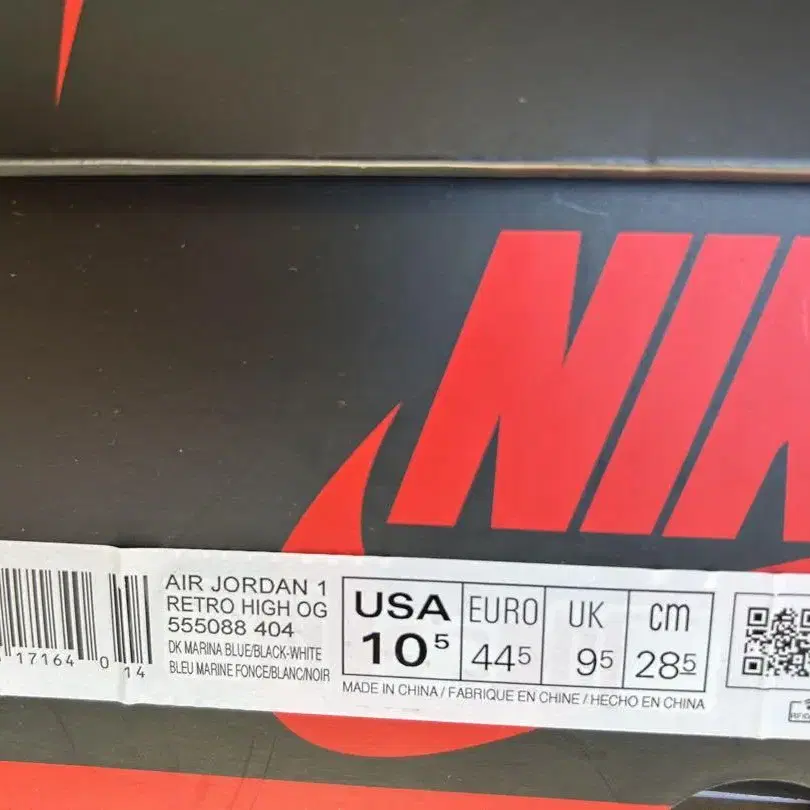 NIK
AIR JORDAN 1
RETRO HIGH OG
555088 404
DK MARINA BLUE/BLACK-WHITE
BLEU MARINE FONCE/BLANC/NOIR
17164 0 14
USA EURO UK cm
10 5 44 5 9 5 28 5
MADE IN CHINA / FABRIQUE EN CHINE / HECHO EN CHINA
RFID